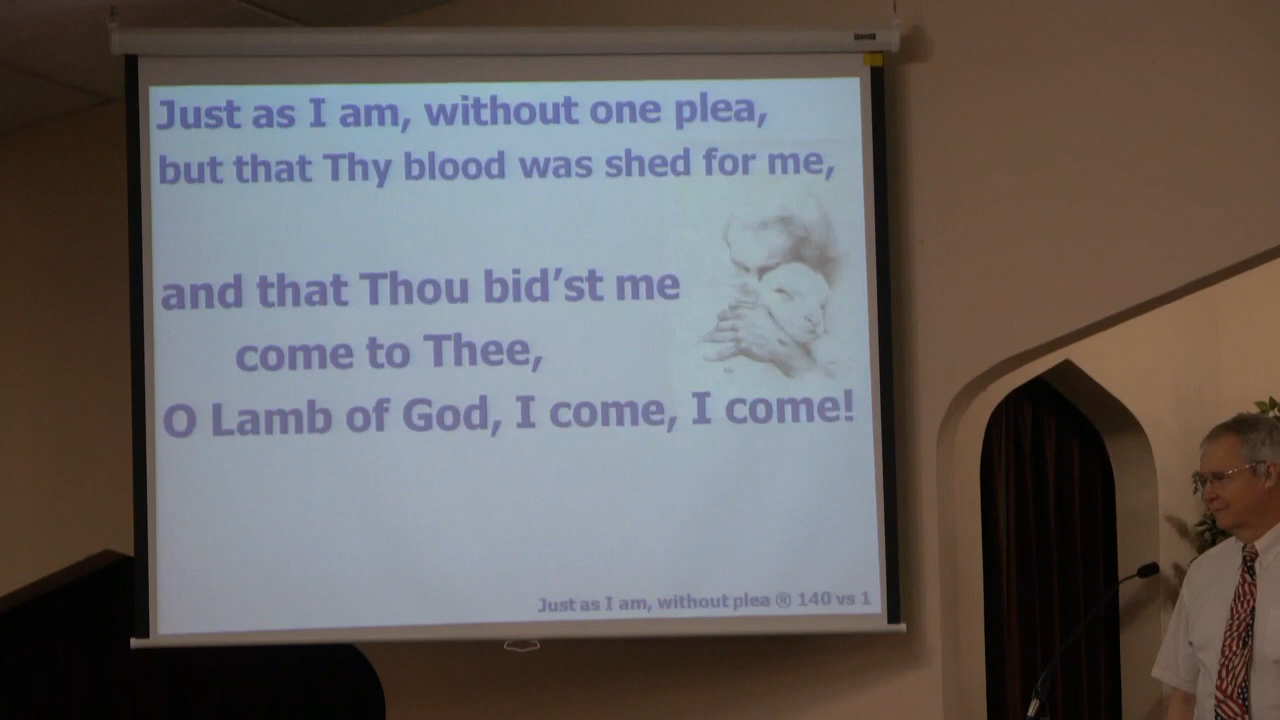 Just as I am, without one plea,
but that Thy blood was shed for me,
and that Thou bid’st me
come to Thee,
O Lamb of God, I come, I come!
Just as I am, without plea ® 140 vs 1